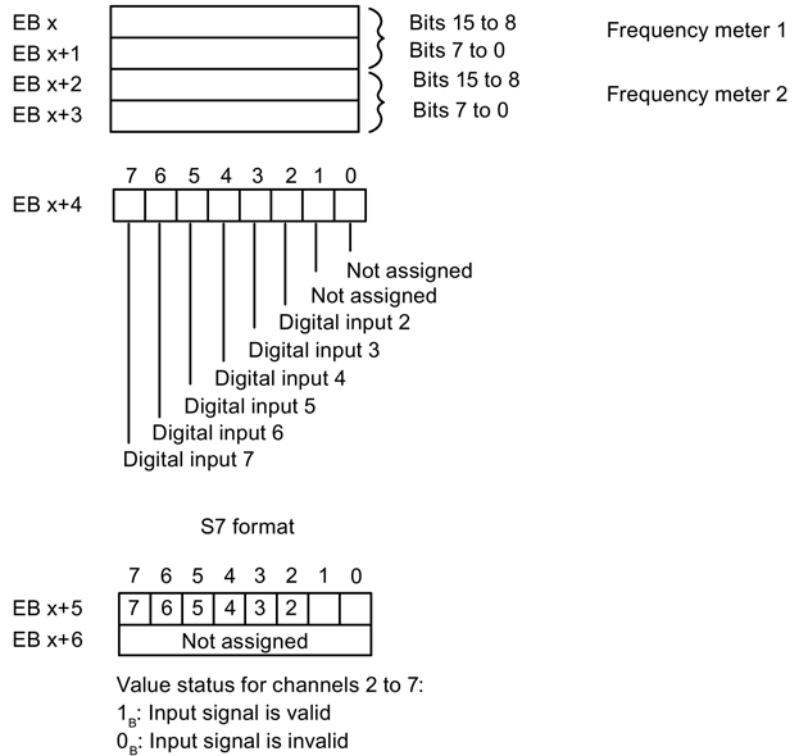 EB x Bits 15 to 8 Frequency meter 1
EB x+1 Bits 7 to 0
EB x+2 Bits 15 to 8 Frequency meter 2
EB x+3 Bits 7 to 0
7 6 5 4 3 2 1 0
EB x+4
Not assigned
Not assigned
Digital input 2
Digital input 3
Digital input 4
Digital input 5
Digital input 6
Digital input 7
S7 format
7 6 5 4 3 2 1 0
EB x+5 7 6 5 4 3 2
EB x+6 Not assigned
Value status for channels 2 to 7:
1B: Input signal is valid
0B: Input signal is invalid